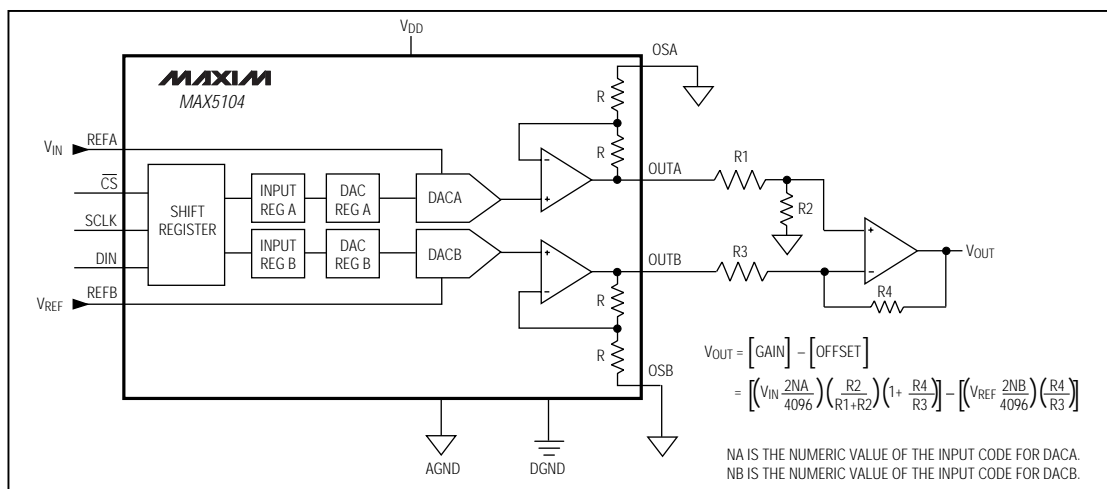 VDD
MAXIM
MAX5104
OSA
R
R
VIN
REFA
CS
SCLK
DIN
VREF
REFB
SHIFT
REGISTER
INPUT
REG A
DAC
REG A
DACA
INPUT
REG B
DAC
REG B
DACB
-
+
+
-
OUTA
OUTB
R
R
OSB
AGND
DGND
R1
R2
R3
R4
+
-
VOUT
VOUT = [GAIN] – [OFFSET]
= [(VIN 2NA/4096)(R2/R1+R2)(1+ R4/R3)] – [(VREF 2NB/4096)(R4/R3)]
NA IS THE NUMERIC VALUE OF THE INPUT CODE FOR DACA.
NB IS THE NUMERIC VALUE OF THE INPUT CODE FOR DACB.